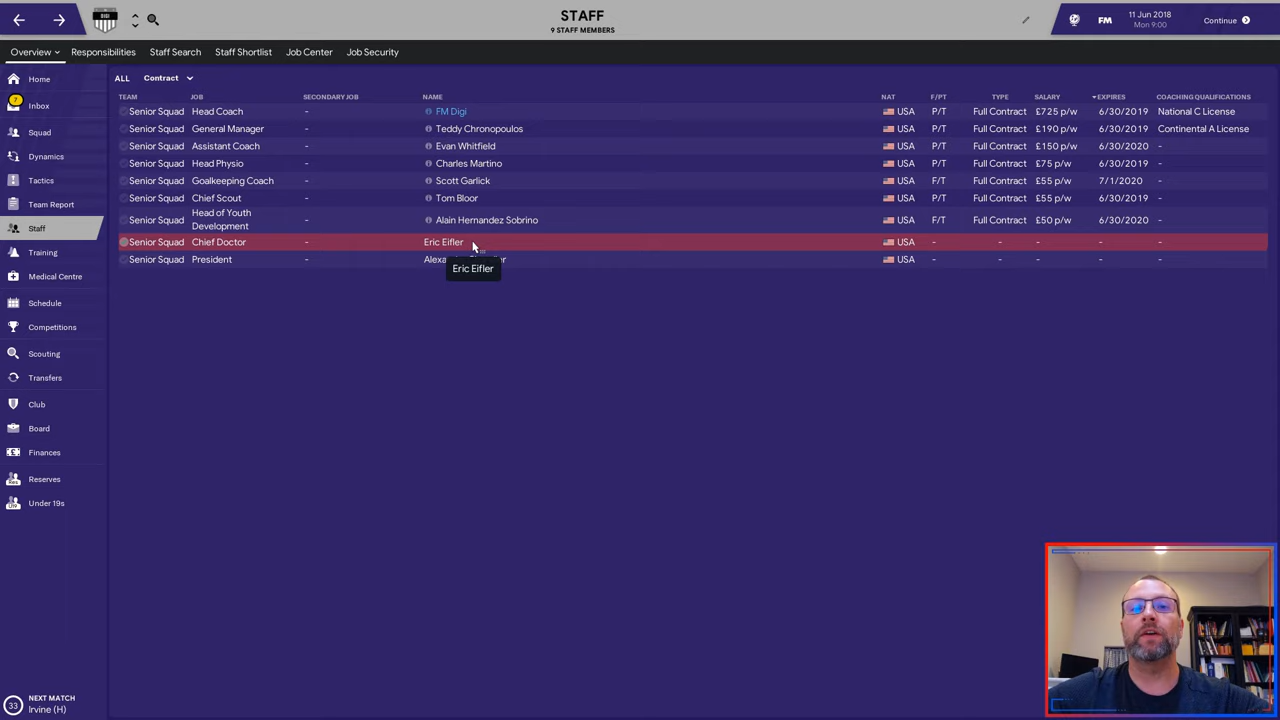 DIGI
STAFF
9 STAFF MEMBERS
FM
11 Jun 2018
Mon 9:00
Continue
Overview
Responsibilities
Staff Search
Staff Shortlist
Job Center
Job Security
Home
7
Inbox
Squad
Dynamics
Tactics
Team Report
Staff
Training
Medical Centre
Schedule
Competitions
Scouting
Transfers
Club
Board
Finances
Reserves
Under 19s
33
NEXT MATCH
Irvine (H)
ALL Contract
TEAM JOB SECONDARY JOB NAME NAT F/PT TYPE SALARY EXPIRES COACHING QUALIFICATIONS
Senior Squad Head Coach - FM Digi USA P/T Full Contract £725 p/w 6/30/2019 National C License
Senior Squad General Manager - Teddy Chronopoulos USA P/T Full Contract £190 p/w 6/30/2019 Continental A License
Senior Squad Assistant Coach - Evan Whitfield USA P/T Full Contract £150 p/w 6/30/2020 -
Senior Squad Head Physio - Charles Martino USA P/T Full Contract £75 p/w 6/30/2019 -
Senior Squad Goalkeeping Coach - Scott Garlick USA F/T Full Contract £55 p/w 7/1/2020 -
Senior Squad Chief Scout - Tom Bloor USA P/T Full Contract £55 p/w 6/30/2019 -
Senior Squad Head of Youth Development - Alain Hernandez Sobrino USA F/T Full Contract £50 p/w 6/30/2020 -
Senior Squad Chief Doctor - Eric Eifler USA - - - - -
Senior Squad President - USA - - - - -
Eric Eifler